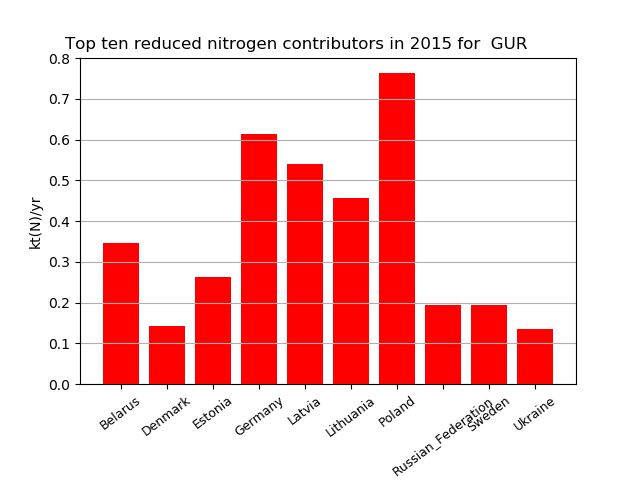 Top ten reduced nitrogen contributors in 2015 for  GUR
kt(N)/yr
0.8
0.7
0.6
0.5
0.4
0.3
0.2
0.1
0.0
Belarus
Denmark
Estonia
Germany
Latvia
Lithuania
Poland
Russian_Federation
Sweden
Ukraine